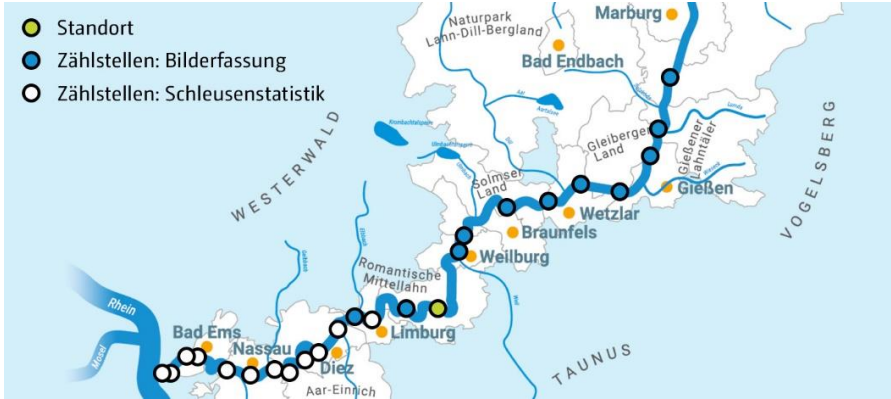 Standort
Zählstellen: Bilderfassung
Zählstellen: Schleusenstatistik
Naturpark
Lahn-Dill-Bergland
Marburg
Bad Endbach
WESTERWALD
Gleiberger
Land
Gießener
Lahntäler
VOGELSBERG
Solmser
Land
Gießen
Wetzlar
Braunfels
Weilburg
Romantische
Mittellahn
Rhein
Mosel
Bad Ems
Nassau
Limburg
Diez
Aar-Einrich
TAUNUS